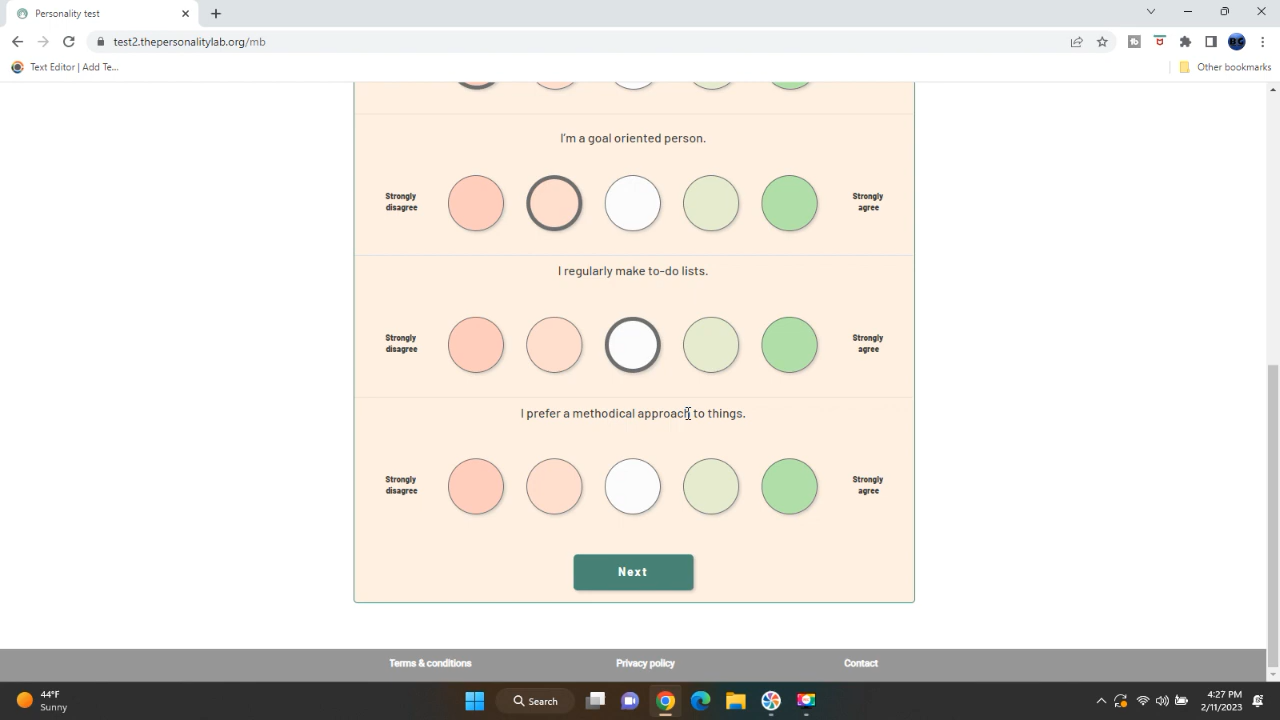 Personality test
test2.thepersonalitylab.org/mb
Text Editor | Add Te...
Other bookmarks
I'm a goal oriented person.
Strongly
disagree
Strongly
agree
I regularly make to-do lists.
Strongly
disagree
Strongly
agree
I prefer a methodical approach to things.
Strongly
disagree
Strongly
agree
Next
Terms & conditions
Privacy policy
Contact
44°F
Sunny
Search
4:27 PM
2/11/2023